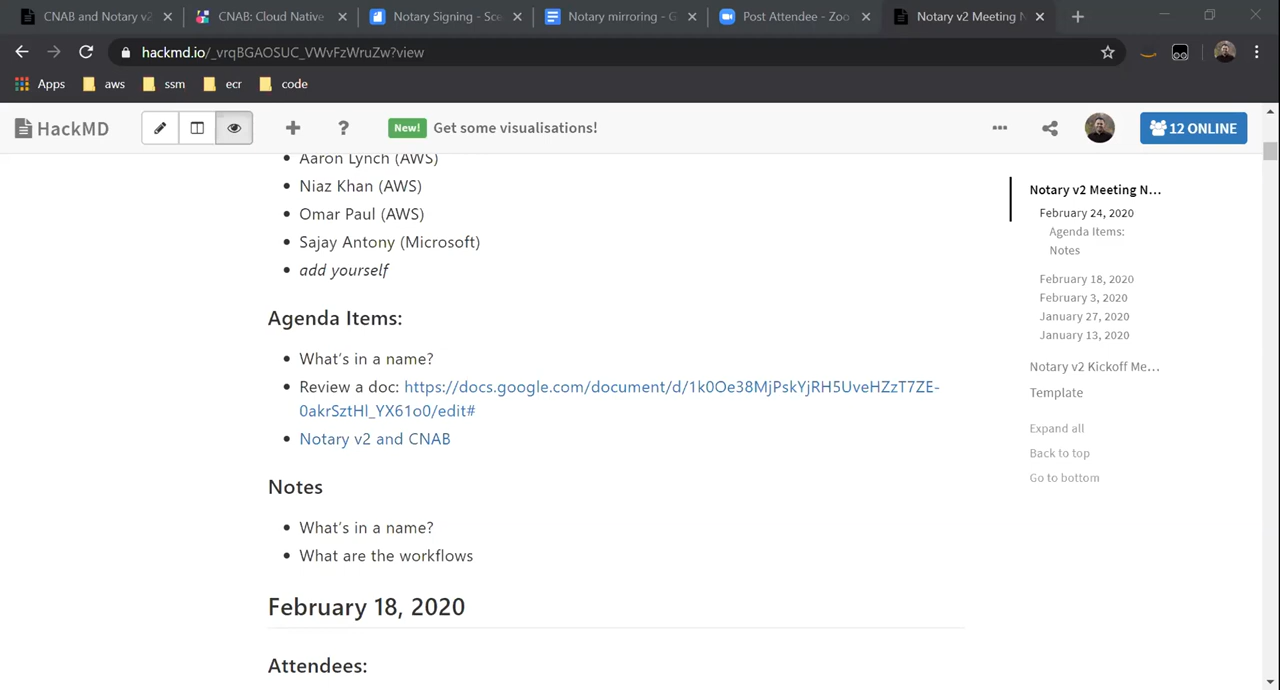 CNAB and Notary v2
CNAB: Cloud Native
Notary Signing - Sce
Notary mirroring - G
Post Attendee - Zoo
Notary v2 Meeting N
hackmd.io/_vrqBGAOSUC_VWvFzWruZw?view
Apps
aws
ssm
ecr
code
HackMD
?
New! Get some visualisations!
12 ONLINE
Aaron Lynch (AWS)
Niaz Khan (AWS)
Omar Paul (AWS)
Sajay Antony (Microsoft)
add yourself
Agenda Items:
What's in a name?
Review a doc: https://docs.google.com/document/d/1k0Oe38MjPskYjRH5UveHZzT7ZE-
0akrSztHl_YX61o0/edit#
Notary v2 and CNAB
Notes
What's in a name?
What are the workflows
February 18, 2020
Attendees:
Notary v2 Meeting N...
February 24, 2020
Agenda Items:
Notes
February 18, 2020
February 3, 2020
January 27, 2020
January 13, 2020
Notary v2 Kickoff Me...
Template
Expand all
Back to top
Go to bottom